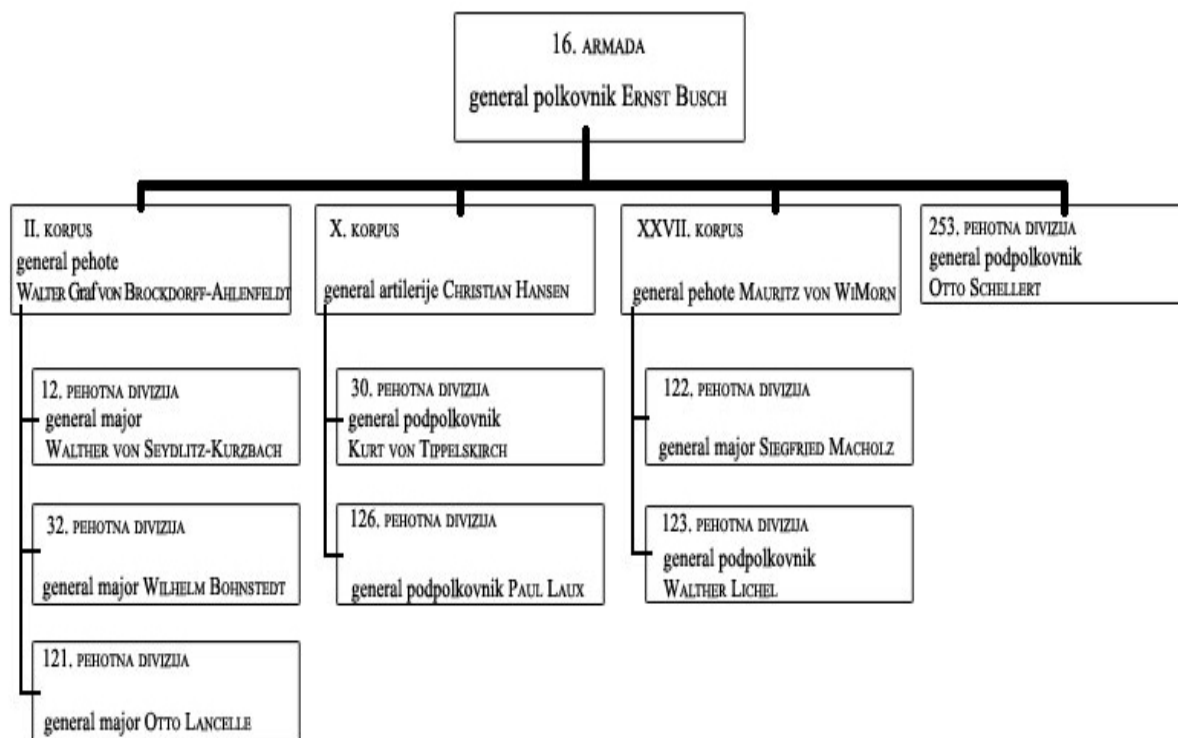 16. ARMADA
general polkovnik ERNST BUSCH
II. KORPUS
general pehote
WALTER Graf VON BROCKDORFF-AHLENFELDT
12. PEHOTNA DIVIZIJA
general major
WALTHER VON SEYDLITZ-KURZBACH
32. PEHOTNA DIVIZIJA
general major WILHELM BOHNSTEDT
121. PEHOTNA DIVIZIJA
general major OTTO LANCELLE
X. KORPUS
general artilerije CHRISTIAN HANSEN
30. PEHOTNA DIVIZIJA
general podpolkovnik
KURT VON TIPPELSKIRCH
126. PEHOTNA DIVIZIJA
general podpolkovnik PAUL LAUX
XXVII. KORPUS
general pehote MAURITZ VON WIMORN
122. PEHOTNA DIVIZIJA
general major SIEGFRIED MACHOLZ
123. PEHOTNA DIVIZIJA
general podpolkovnik
WALTHER LICHEL
253. PEHOTNA DIVIZIJA
general podpolkovnik
OTTO SCHELLERT